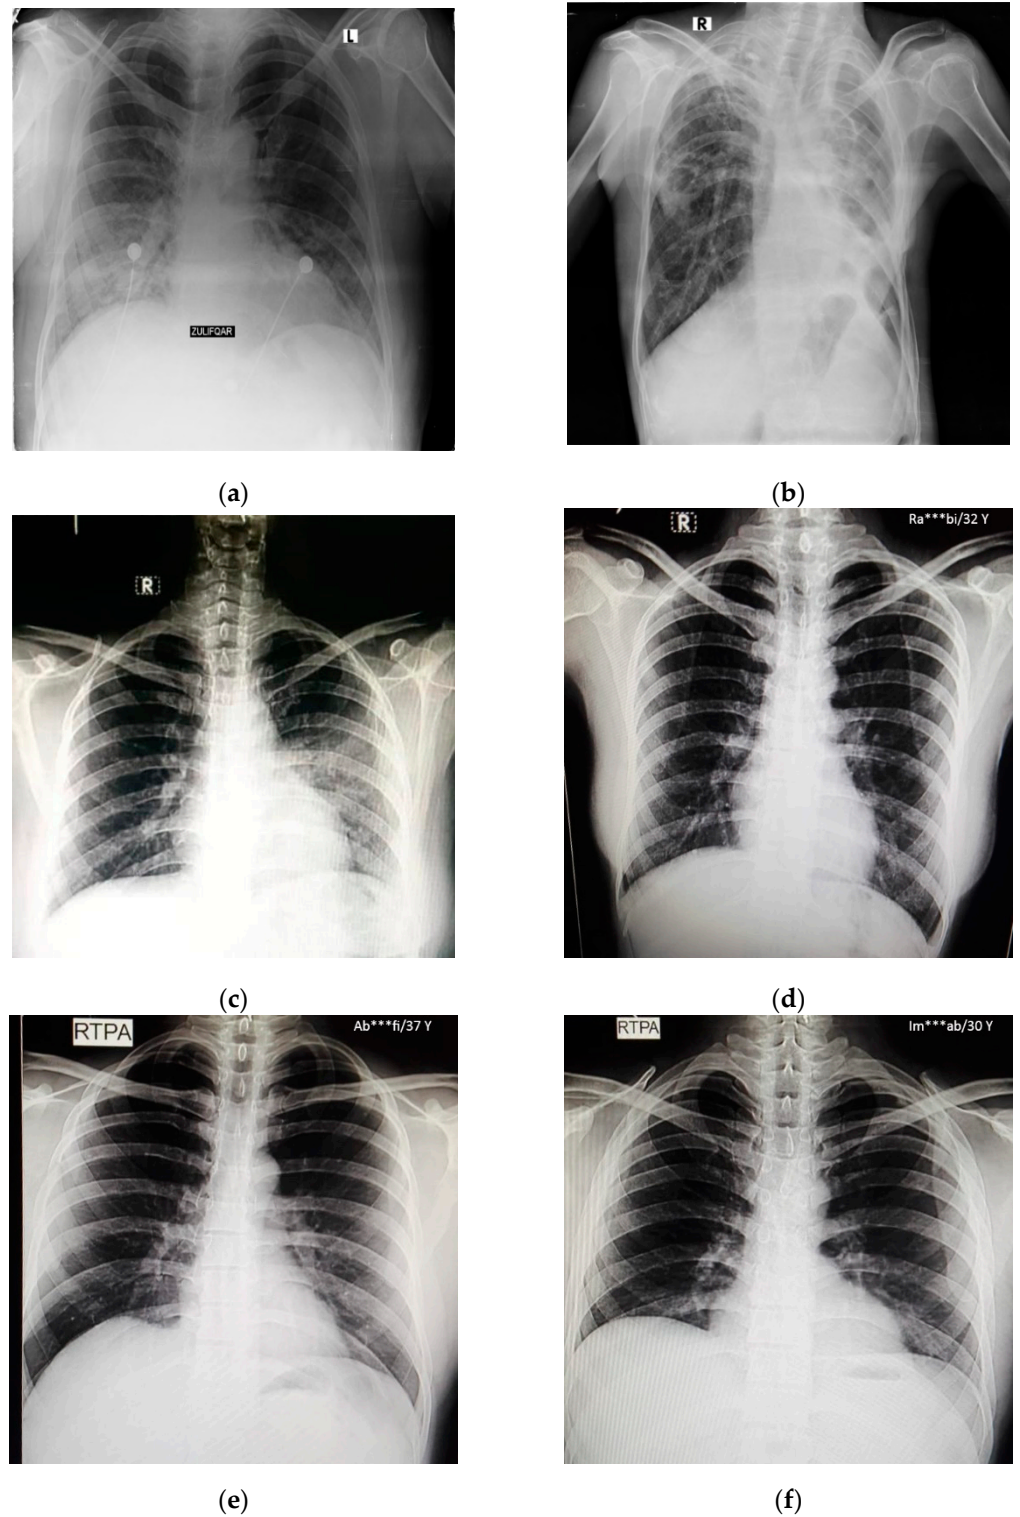 L
ZULIFQAR
R
(a)
(b)
R
R
Ra***bi/32 Y
(c)
(d)
RTPA
Ab***fi/37 Y
RTPA
Im***ab/30 Y
(e)
(f)